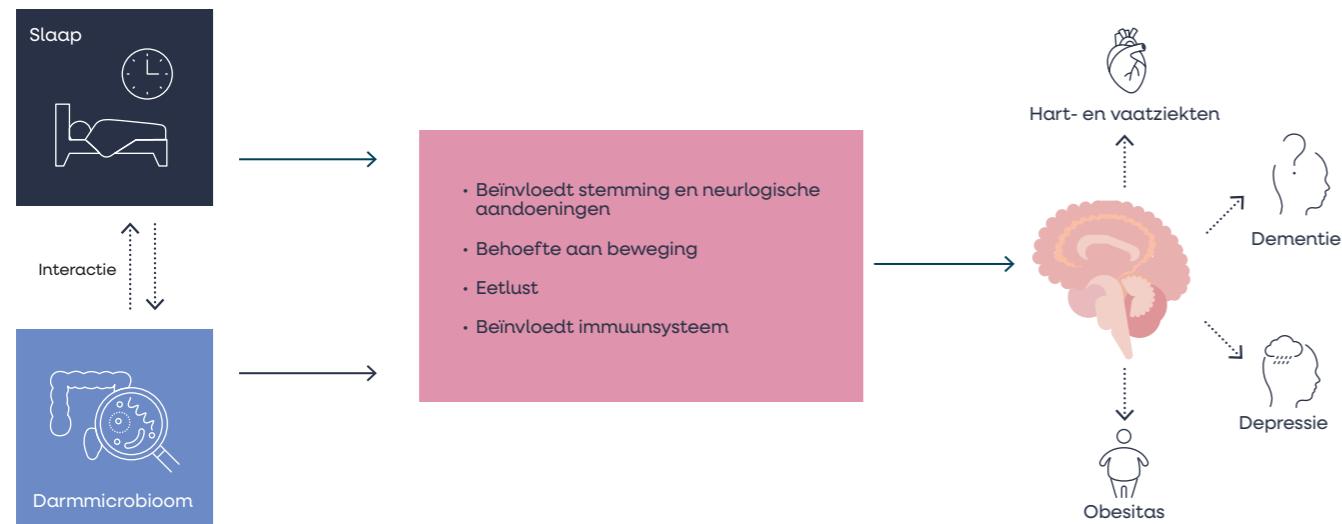 Slaap
Interactie
Darmmicrobioom
• Beïnvloedt stemming en neurlogische
aandoeningen
• Behoefte aan beweging
• Eetlust
• Beïnvloedt immuunsysteem
Hart- en vaatziekten
Dementie
Depressie
Obesitas